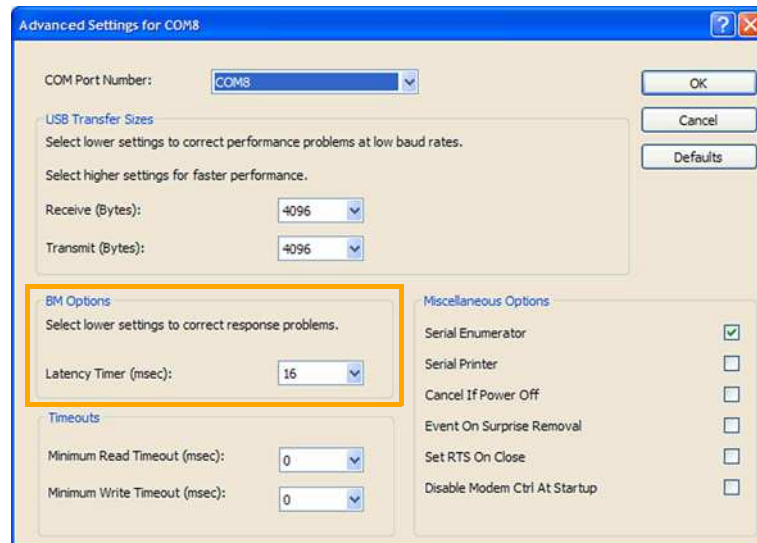 Advanced Settings for COM8
COM Port Number: COM8
OK
USB Transfer Sizes
Cancel
Select lower settings to correct performance problems at low baud rates.
Defaults
Select higher settings for faster performance.
Receive (Bytes): 4096
Transmit (Bytes): 4096
BM Options
Select lower settings to correct response problems.
Latency Timer (msec): 16
Timeouts
Minimum Read Timeout (msec): 0
Minimum Write Timeout (msec): 0
Miscellaneous Options
Serial Enumerator
Serial Printer
Cancel If Power Off
Event On Surprise Removal
Set RTS On Close
Disable Modem Ctrl At Startup